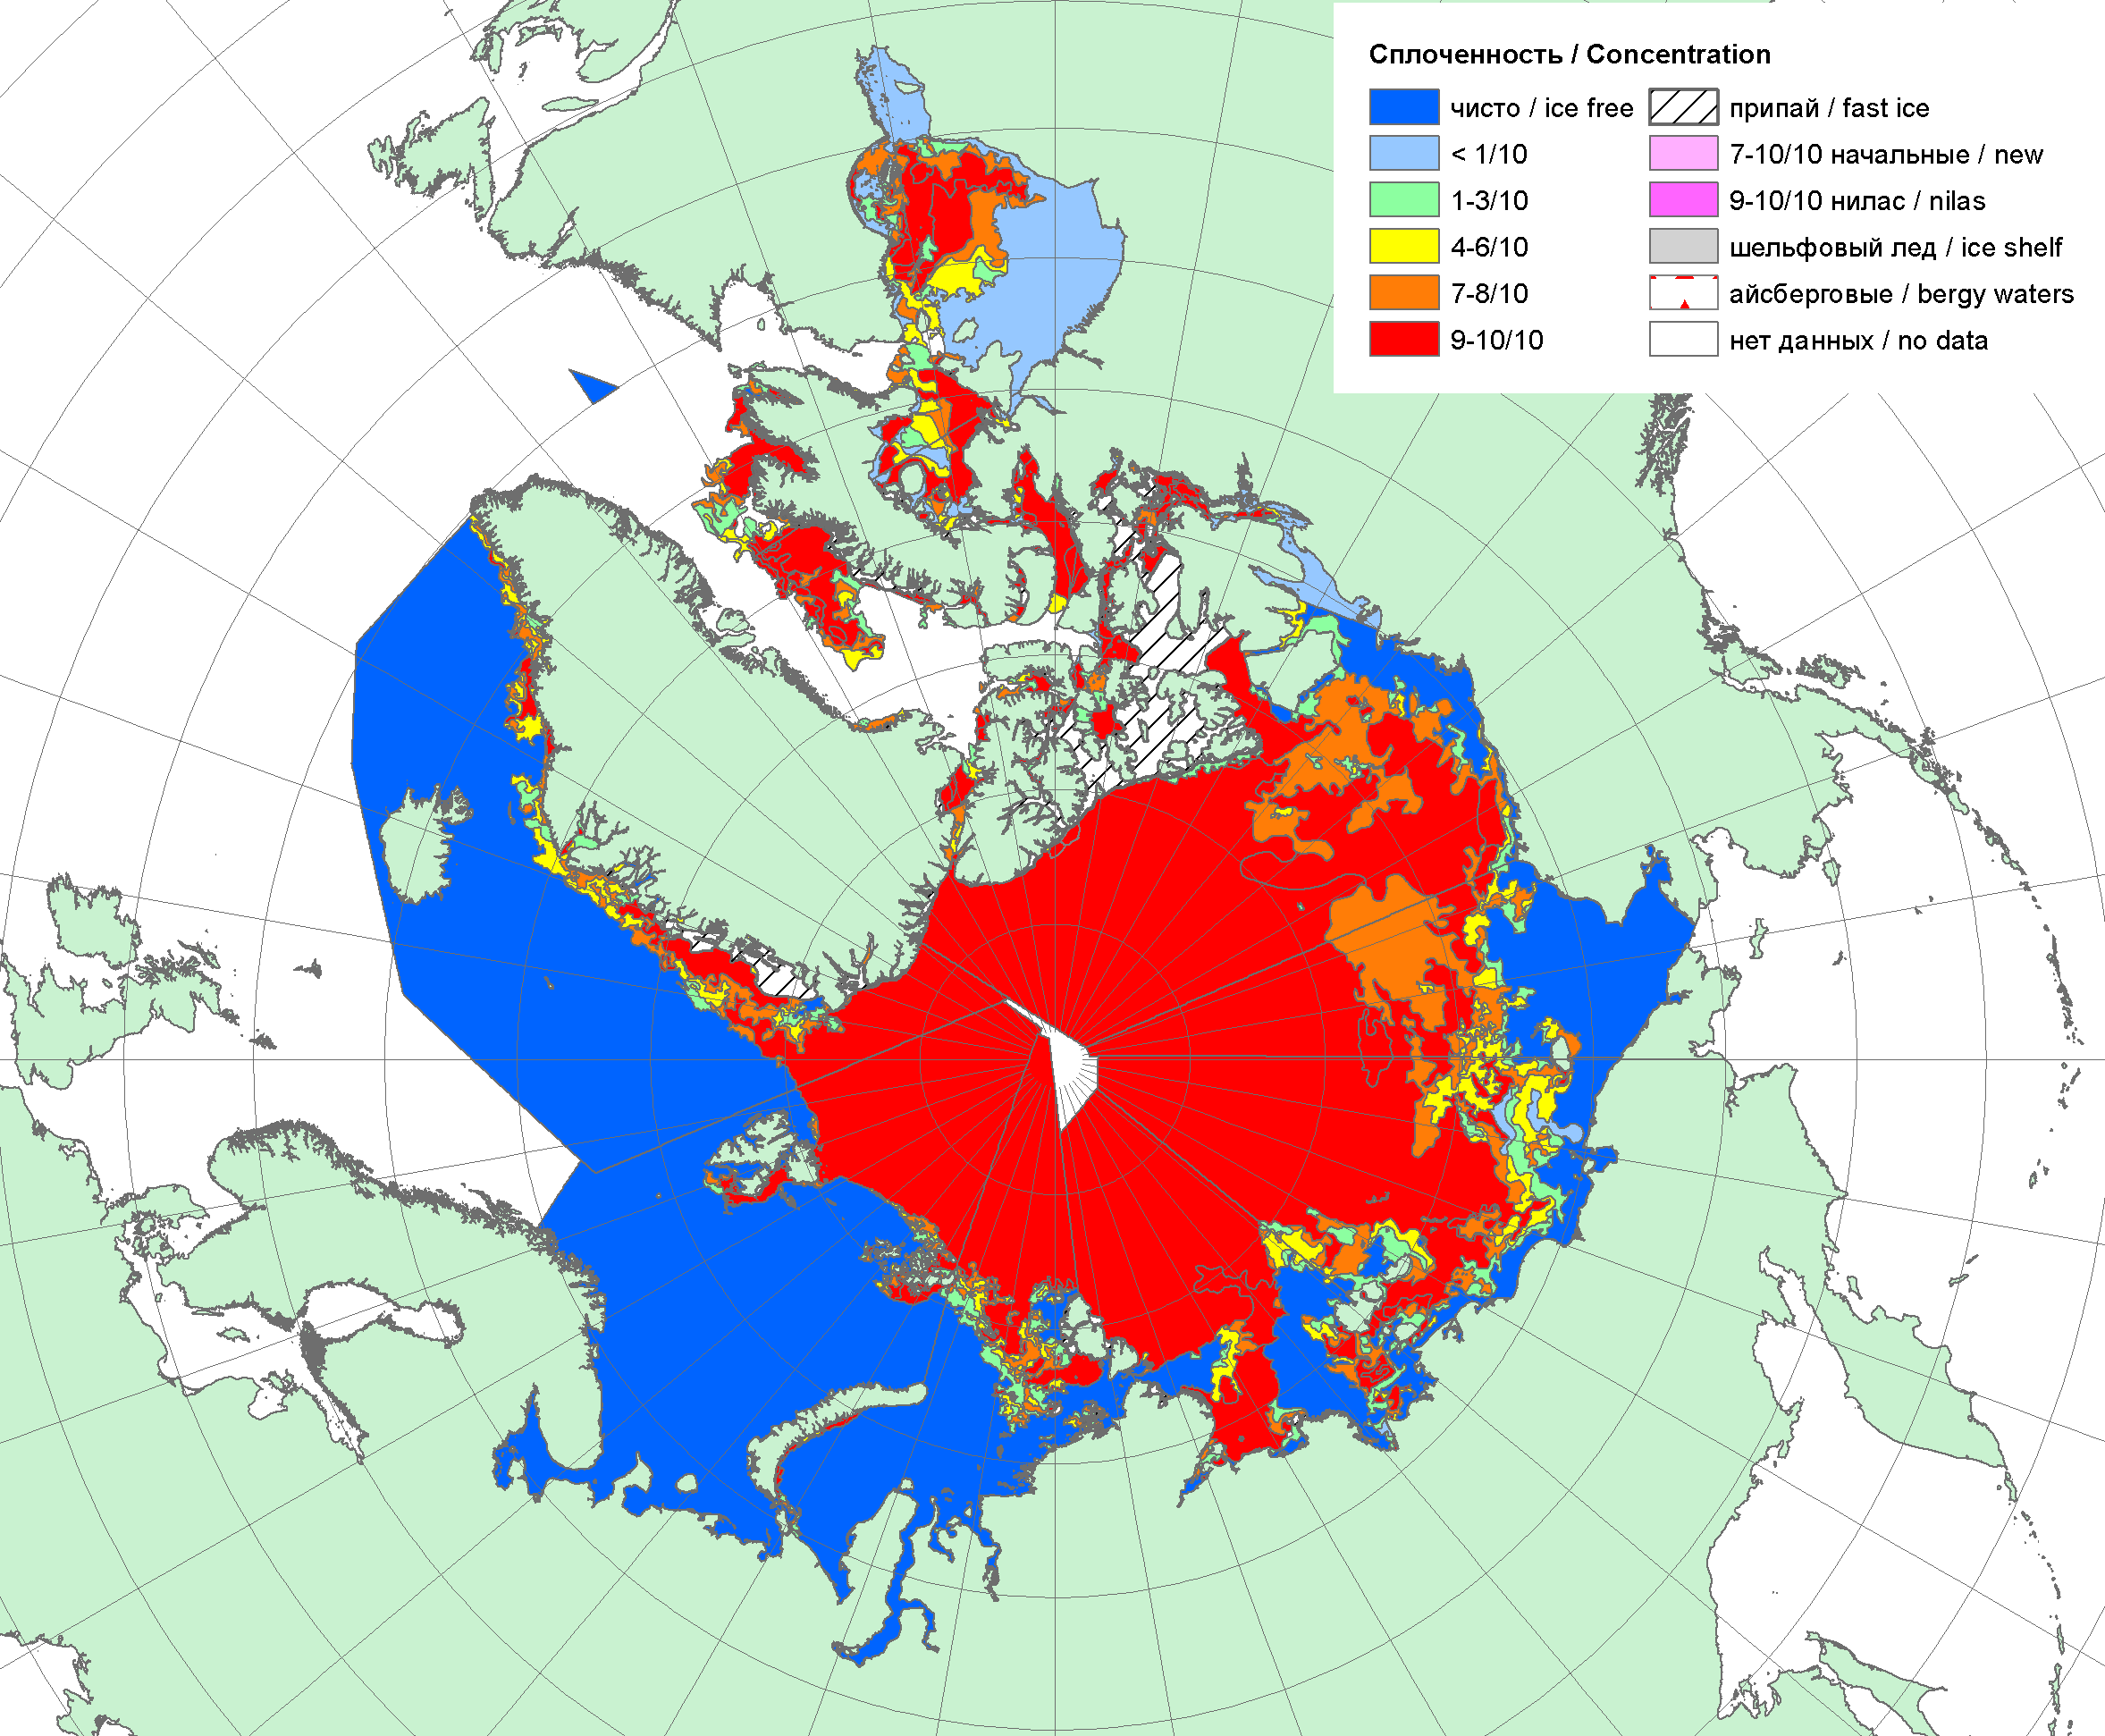 Сплоченность / Concentration
чисто / ice free
< 1/10
1-3/10
4-6/10
7-8/10
9-10/10
припай / fast ice
7-10/10 начальные / new
9-10/10 нилас / nilas
шельфовый лед / ice shelf
айсберговые / bergy waters
нет данных / no data